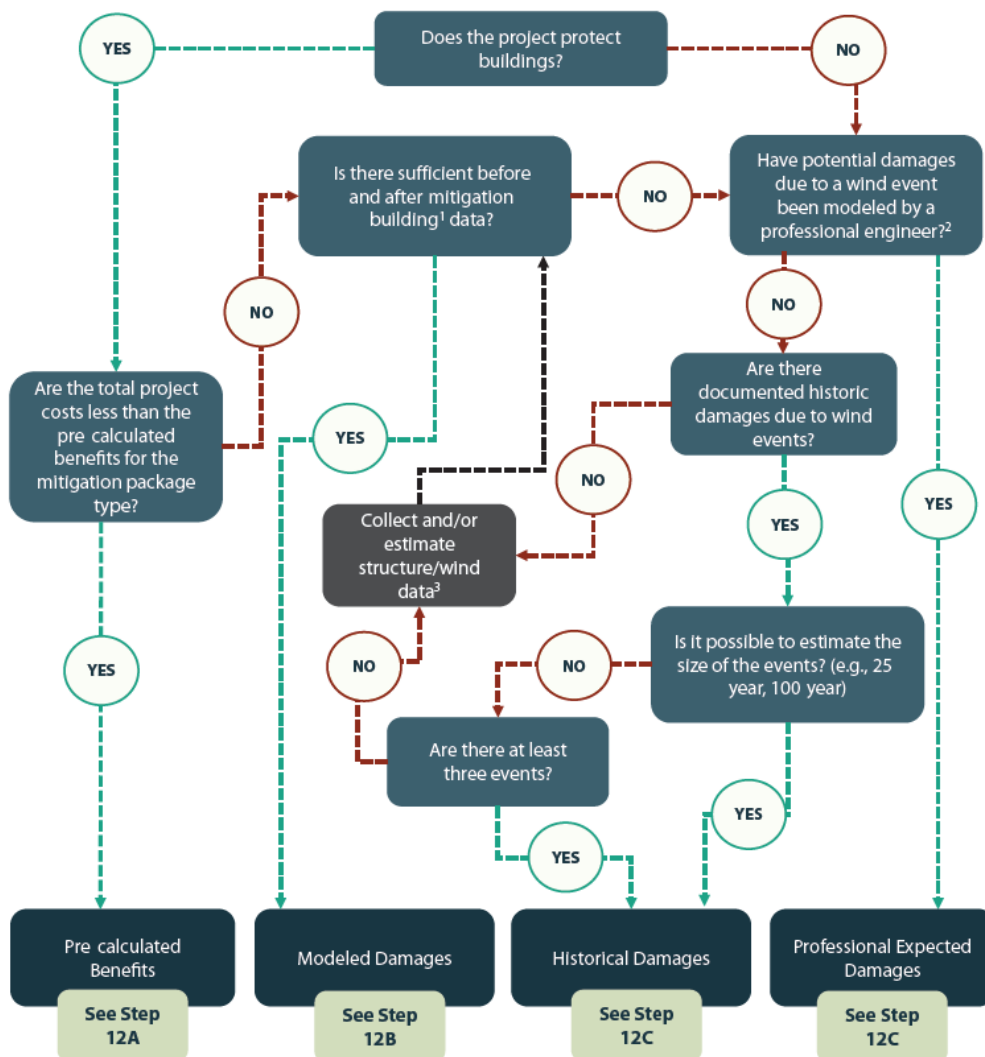 YES
Does the project protect
buildings?
NO
Is there sufficient before
and after mitigation
building¹ data?
NO
Have potential damages
due to a wind event
been modeled by a
professional engineer?²
NO
NO
Are the total project
costs less than the
pre calculated
benefits for the
mitigation package
type?
Are there
documented historic
damages due to wind
events?
YES
NO
YES
YES
Collect and/or
estimate
structure/wind
data³
YES
NO
NO
Is it possible to estimate the
size of the events? (e.g., 25
year, 100 year)
Are there at least
three events?
YES
YES
Pre calculated
Benefits
See Step
12A
Modeled Damages
See Step
12B
Historical Damages
See Step
12C
Professional Expected
Damages
See Step
12C